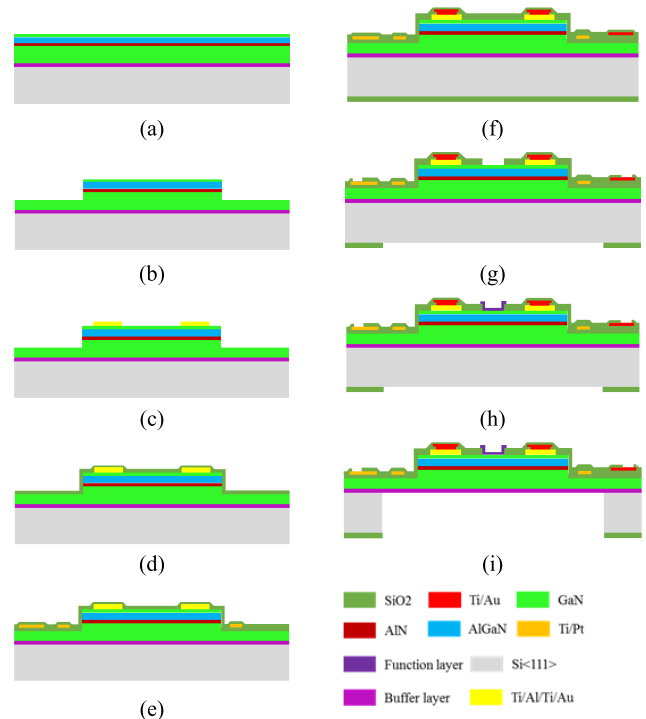 (a)
(b)
(c)
(d)
(e)
(f)
(g)
(h)
(i)
SiO2 Ti/Au GaN
AlN AlGaN Ti/Pt
Function layer Si<111>
Buffer layer Ti/Al/Ti/Au